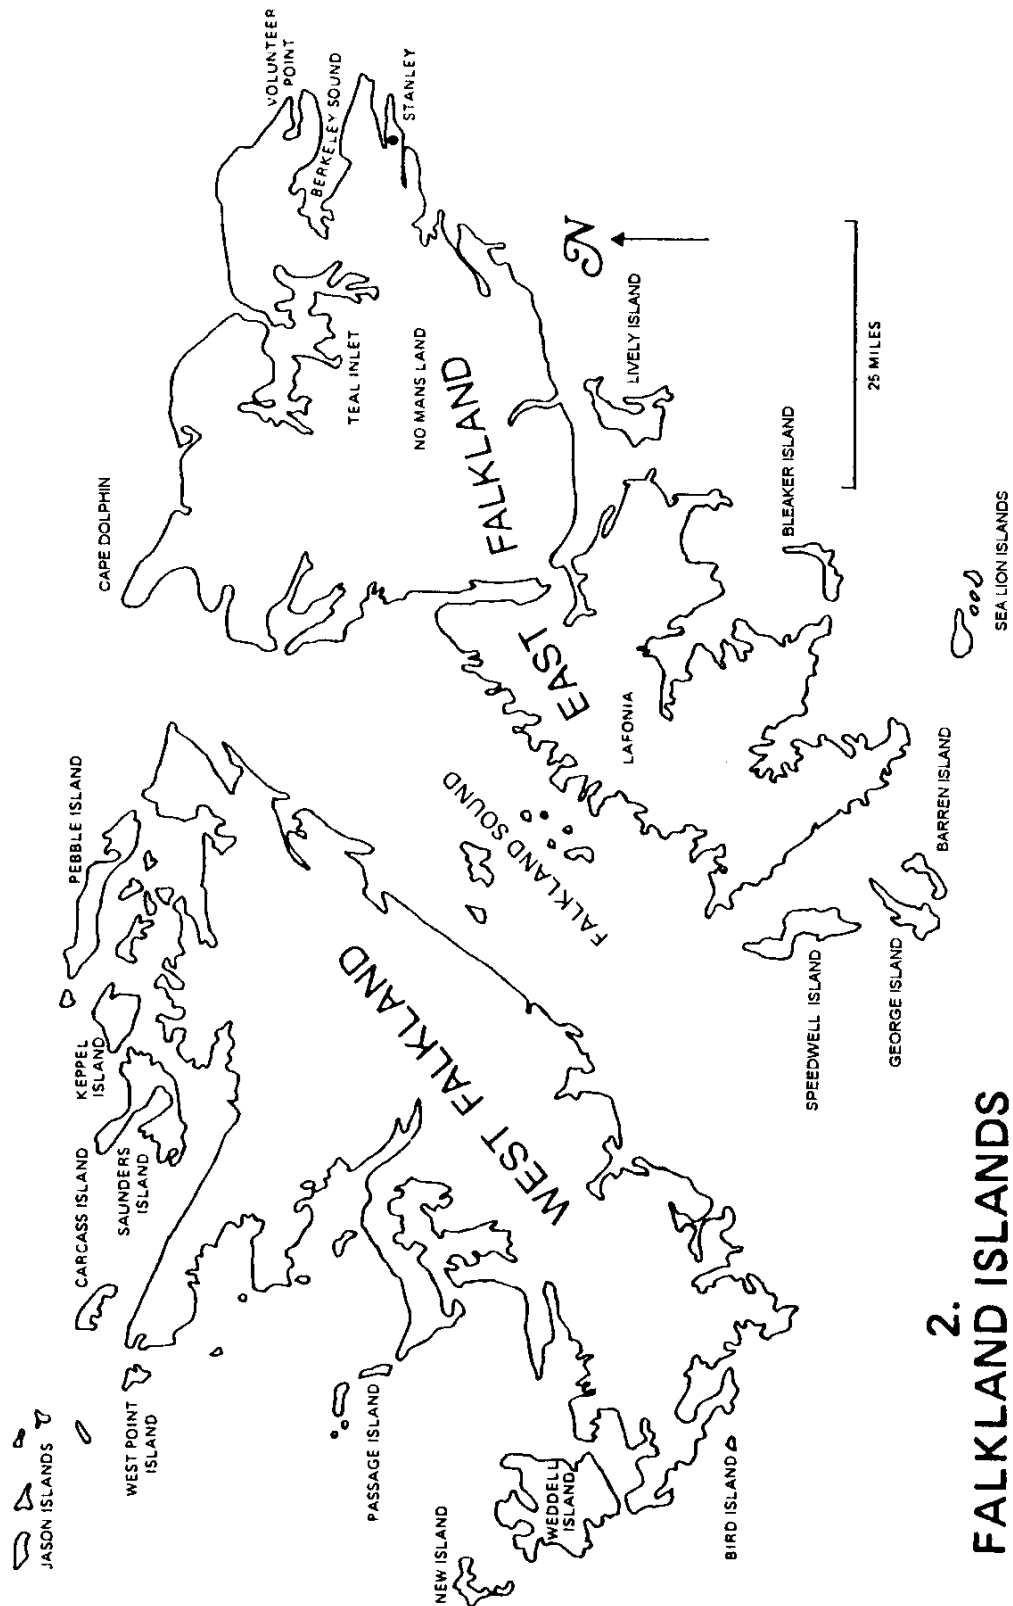 JASON ISLANDS
WEST POINT
ISLAND
CARCASS ISLAND
SAUNDERS
ISLAND
KEPPEL
ISLAND
PEBBLE ISLAND
CAPE DOLPHIN
VOLUNTEER
POINT
BERKELEY SOUND
STANLEY
TEAL INLET
NO MANS LAND
EAST FALKLAND
N
LIVELY ISLAND
FALKLAND SOUND
WEST FALKLAND
PASSAGE ISLAND
NEW ISLAND
WEDDELL
ISLAND
BIRD ISLAND
LAFONIA
BLEAKER ISLAND
25 MILES
SPEEDWELL ISLAND
GEORGE ISLAND
BARREN ISLAND
SEA LION ISLANDS
2.
FALKLAND ISLANDS